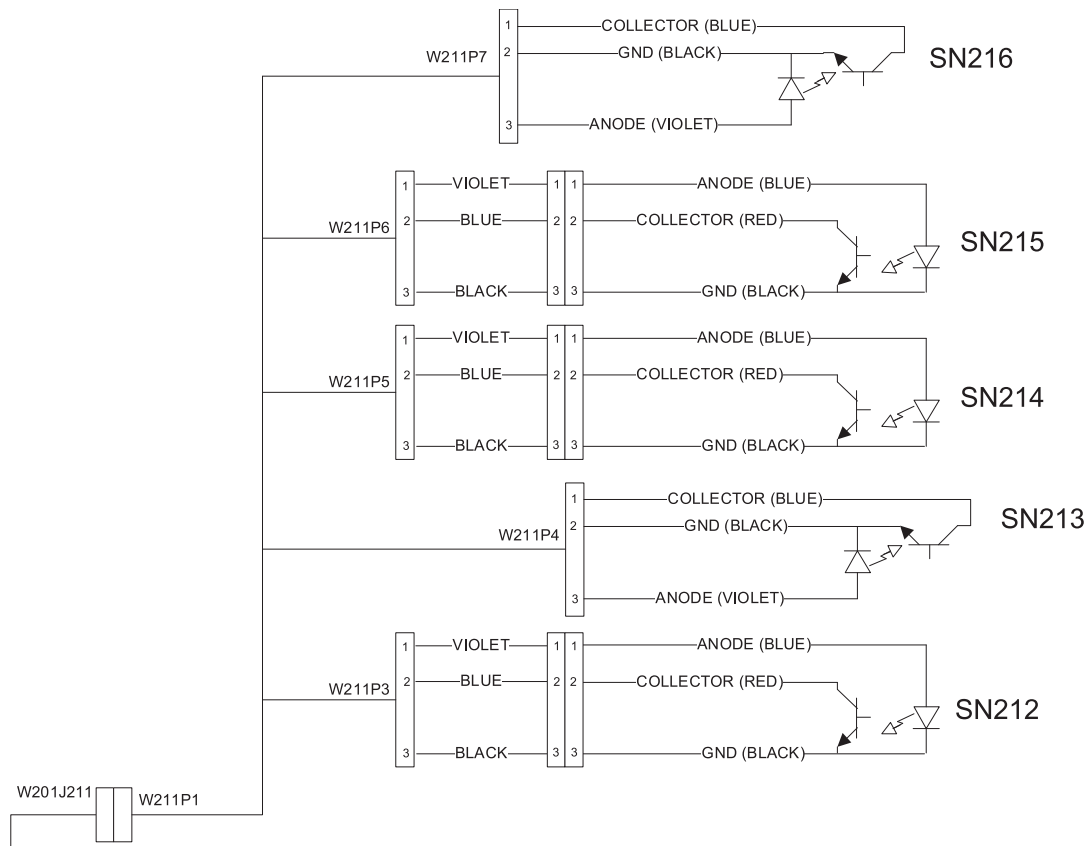 1 COLLECTOR (BLUE)
W211P7 2 GND (BLACK) SN216
3 ANODE (VIOLET)
1 VIOLET 1 1 ANODE (BLUE)
W211P6 2 BLUE 2 2 COLLECTOR (RED) SN215
3 BLACK 3 3 GND (BLACK)
1 VIOLET 1 1 ANODE (BLUE)
W211P5 2 BLUE 2 2 COLLECTOR (RED) SN214
3 BLACK 3 3 GND (BLACK)
1 COLLECTOR (BLUE)
W211P4 2 GND (BLACK) SN213
3 ANODE (VIOLET)
1 VIOLET 1 1 ANODE (BLUE)
W211P3 2 BLUE 2 2 COLLECTOR (RED) SN212
3 BLACK 3 3 GND (BLACK)
W201J211 W211P1